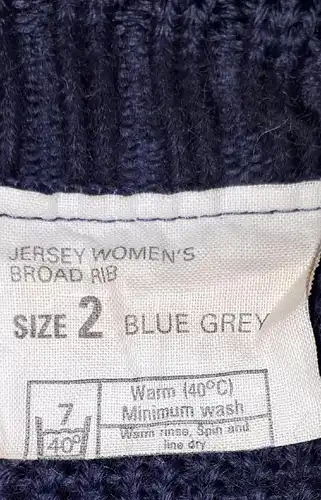 JERSEY WOMEN'S
BROAD RIB
SIZE 2 BLUE GREY
7
40°
Warm (40°C)
Minimum wash
Warm rinse, Spin and
line dry